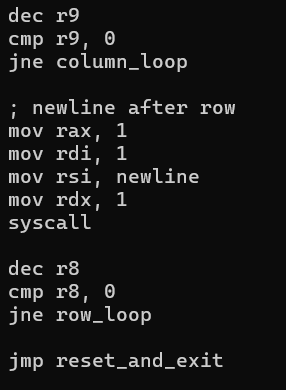 dec r9
cmp r9, 0
jne column_loop
; newline after row
mov rax, 1
mov rdi, 1
mov rsi, newline
mov rdx, 1
syscall
dec r8
cmp r8, 0
jne row_loop
jmp reset_and_exit